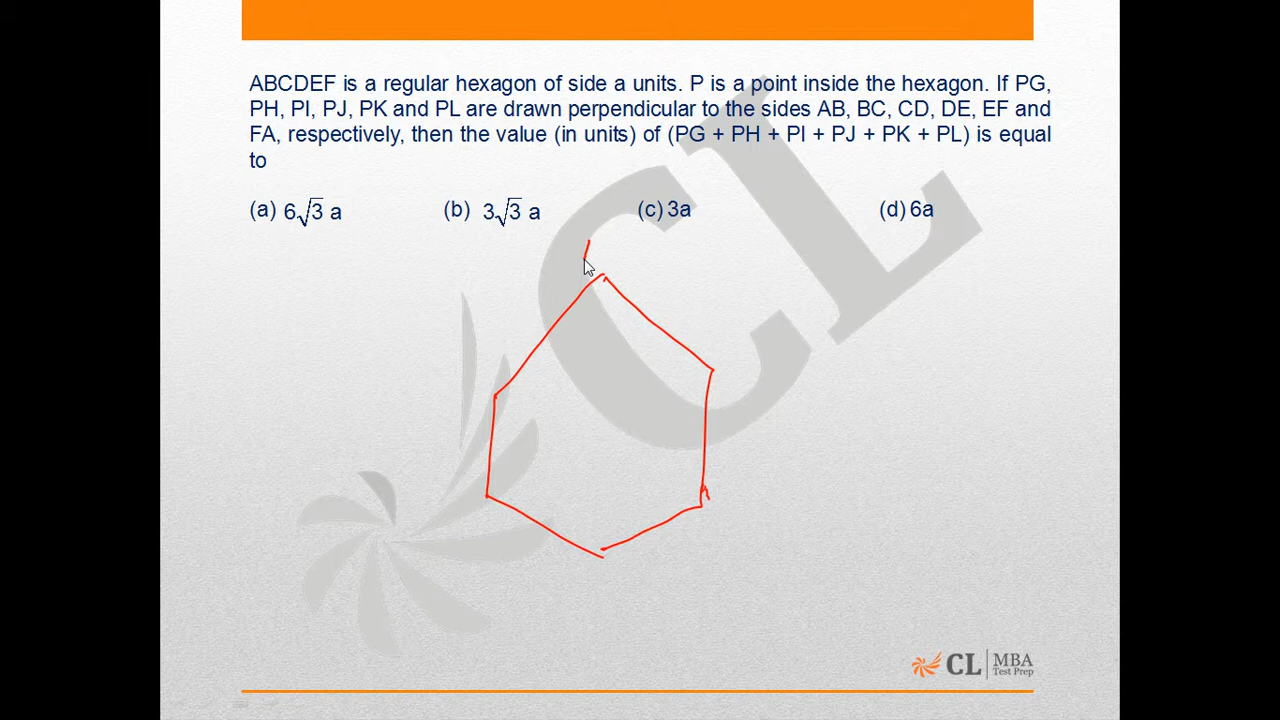 ABCDEF is a regular hexagon of side a units. P is a point inside the hexagon. If PG,
PH, PI, PJ, PK and PL are drawn perpendicular to the sides AB, BC, CD, DE, EF and
FA, respectively, then the value (in units) of (PG + PH + PI + PJ + PK + PL) is equal
to
(a) 6√3 a (b) 3√3 a (c) 3a (d) 6a
CL
CL MBA
Test Prep